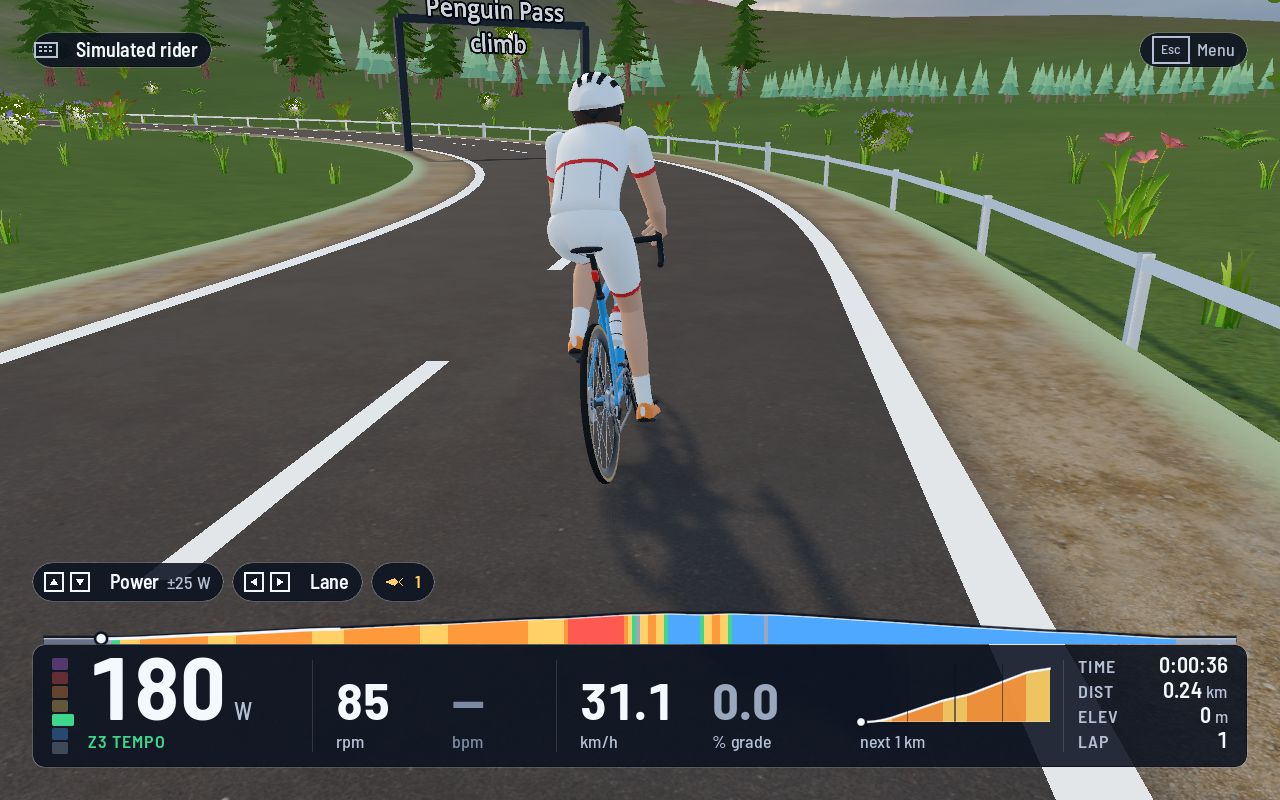 Penguin Pass
climb
Simulated rider
Esc Menu
Power ±25 W
Lane
1
180 W
Z3 TEMPO
85
rpm
–
bpm
31.1
km/h
0.0
% grade
next 1 km
TIME 0:00:36
DIST 0.24 km
ELEV 0 m
LAP 1